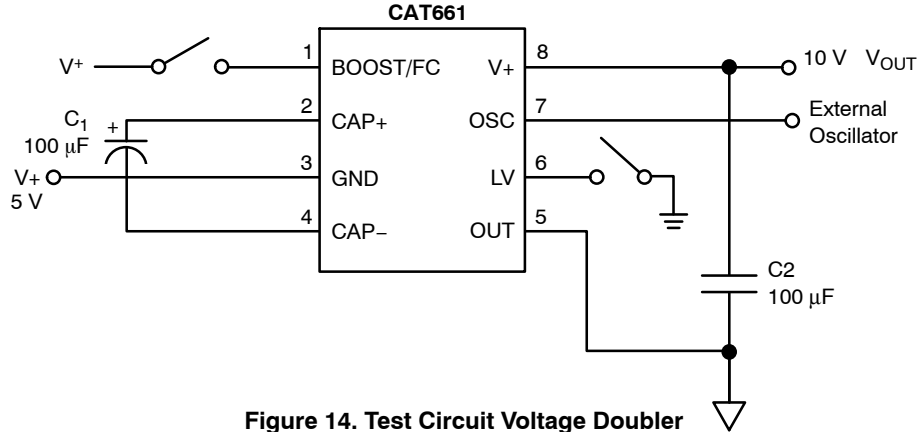 CAT661
V+
1
BOOST/FC
V+
8
10 V VOUT
C1
+
100 μF
2
CAP+
OSC
7
External
Oscillator
V+
5 V
3
GND
LV
6
4
CAP−
OUT
5
C2
100 μF
Figure 14. Test Circuit Voltage Doubler